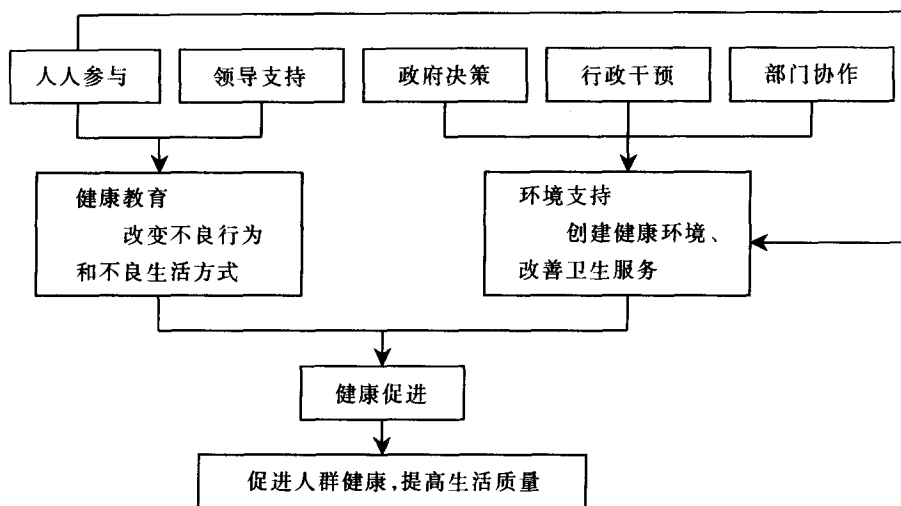 人人参与
领导支持
政府决策
行政干预
部门协作
健康教育
改变不良行为
和不良生活方式
环境支持
创建健康环境、
改善卫生服务
健康促进
促进人群健康,提高生活质量